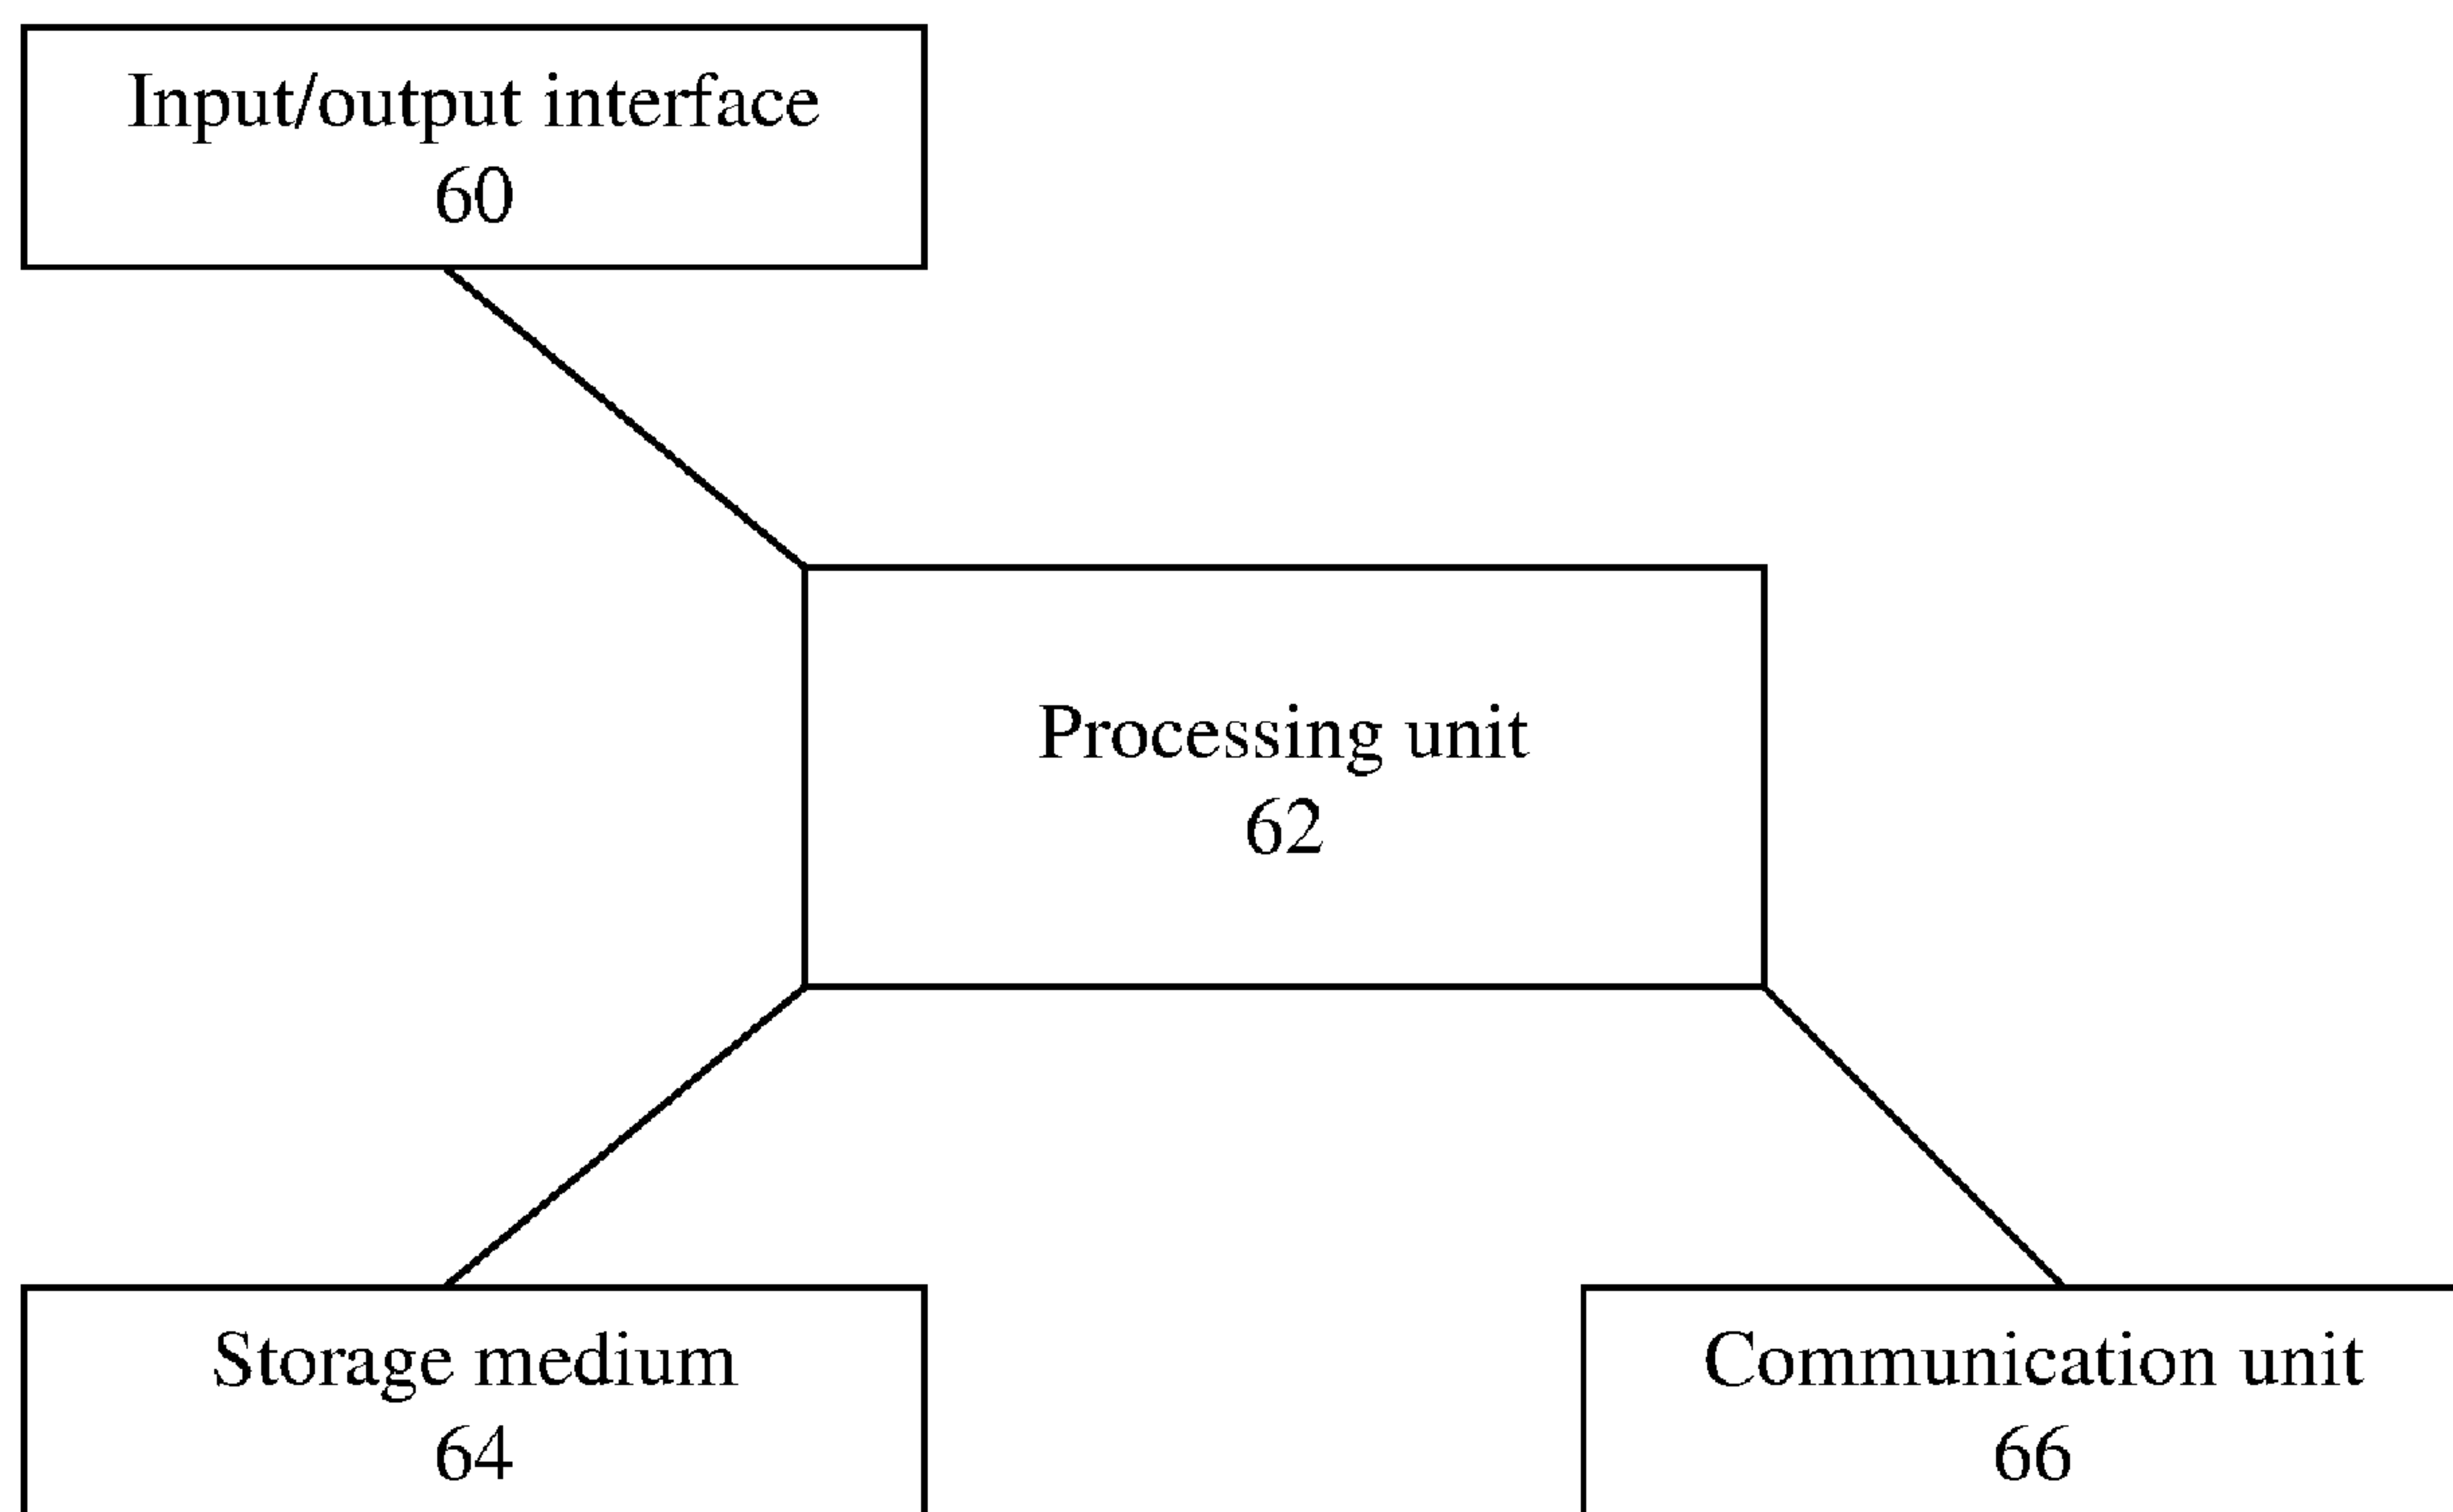 Input/output interface
60
Processing unit
62
Storage medium
64
Communication unit
66